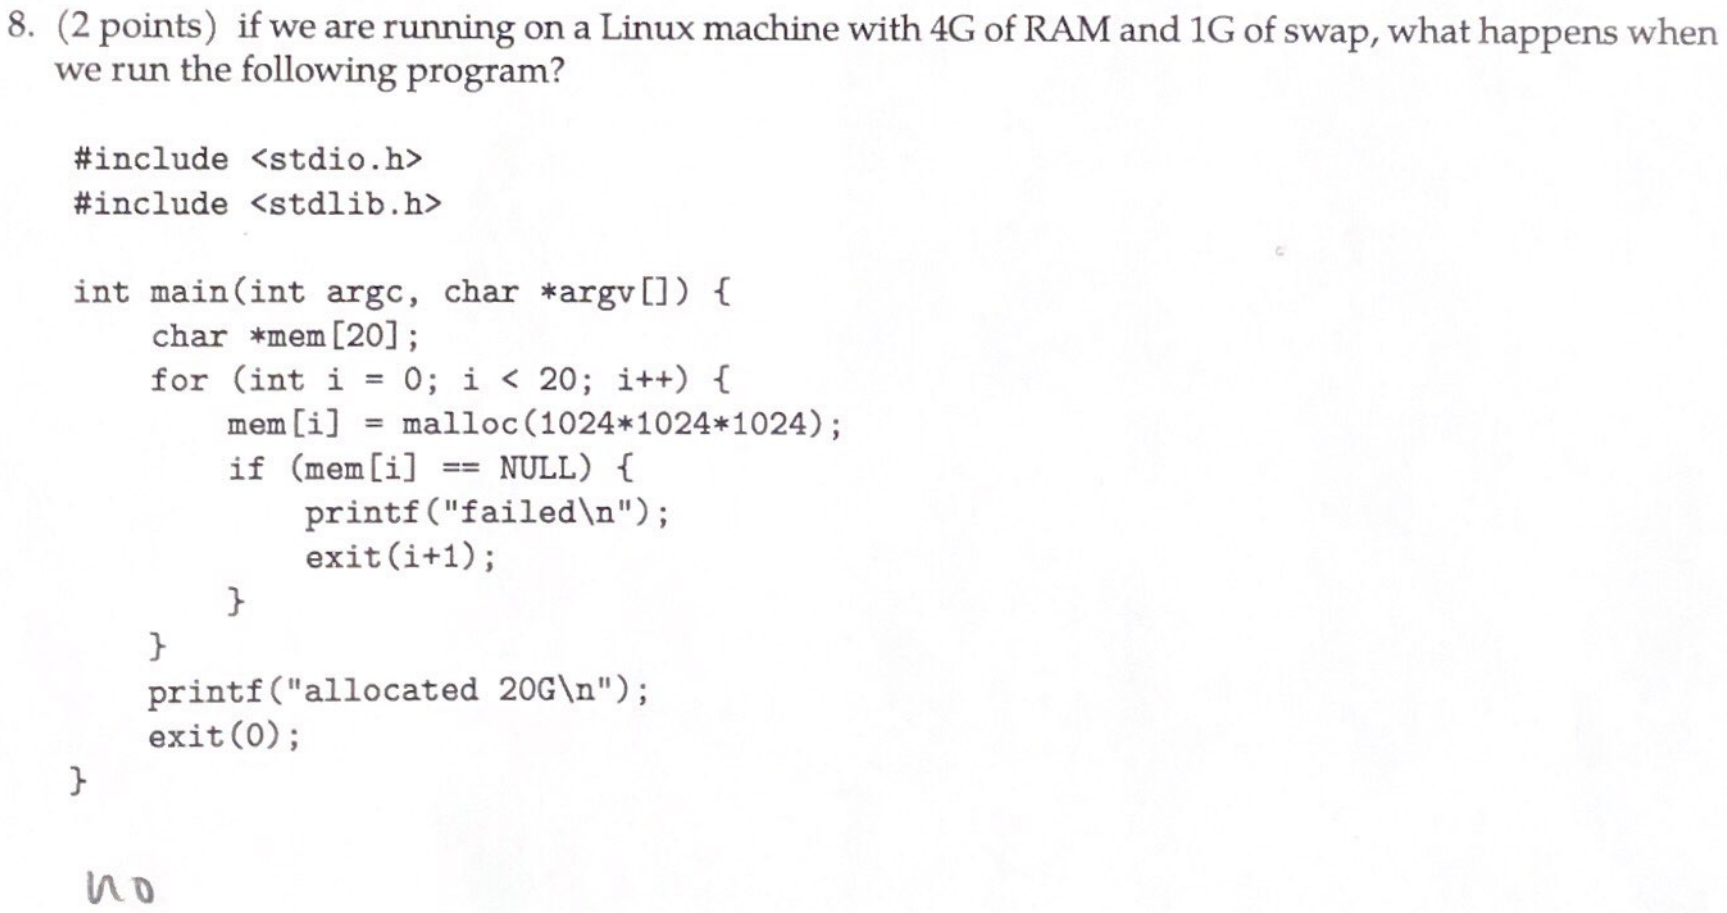 8. (2 points) if we are running on a Linux machine with 4G of RAM and 1G of swap, what happens when
we run the following program?
#include <stdio.h>
#include <stdlib.h>
int main(int argc, char *argv[]) {
    char *mem[20];
    for (int i = 0; i < 20; i++) {
        mem[i] = malloc(1024*1024*1024);
        if (mem[i] == NULL) {
            printf("failed\n");
            exit(i+1);
        }
    }
    printf("allocated 20G\n");
    exit(0);
}
no